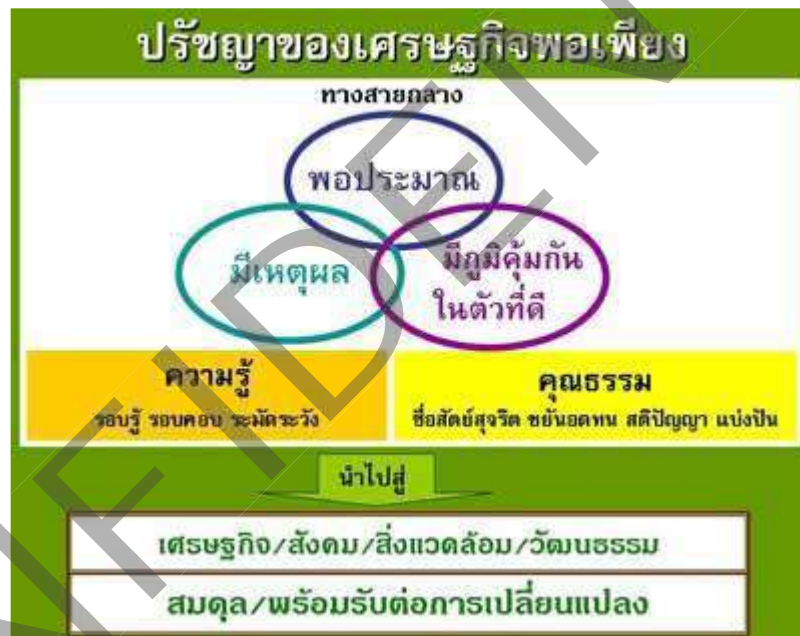 ปรัชญาของเศรษฐกิจพอเพียง
ทางสายกลาง
พอประมาณ
มีเหตุผล
มีภูมิคุ้มกัน
ในตัวที่ดี
ความรู้
รอบรู้ รอบคอบ ระมัดระวัง
คุณธรรม
ซื่อสัตย์สุจริต ขยันอดทน สติปัญญา แบ่งปัน
นำไปสู่
เศรษฐกิจ/สังคม/สิ่งแวดล้อม/วัฒนธรรม
สมดุล/พร้อมรับต่อการเปลี่ยนแปลง